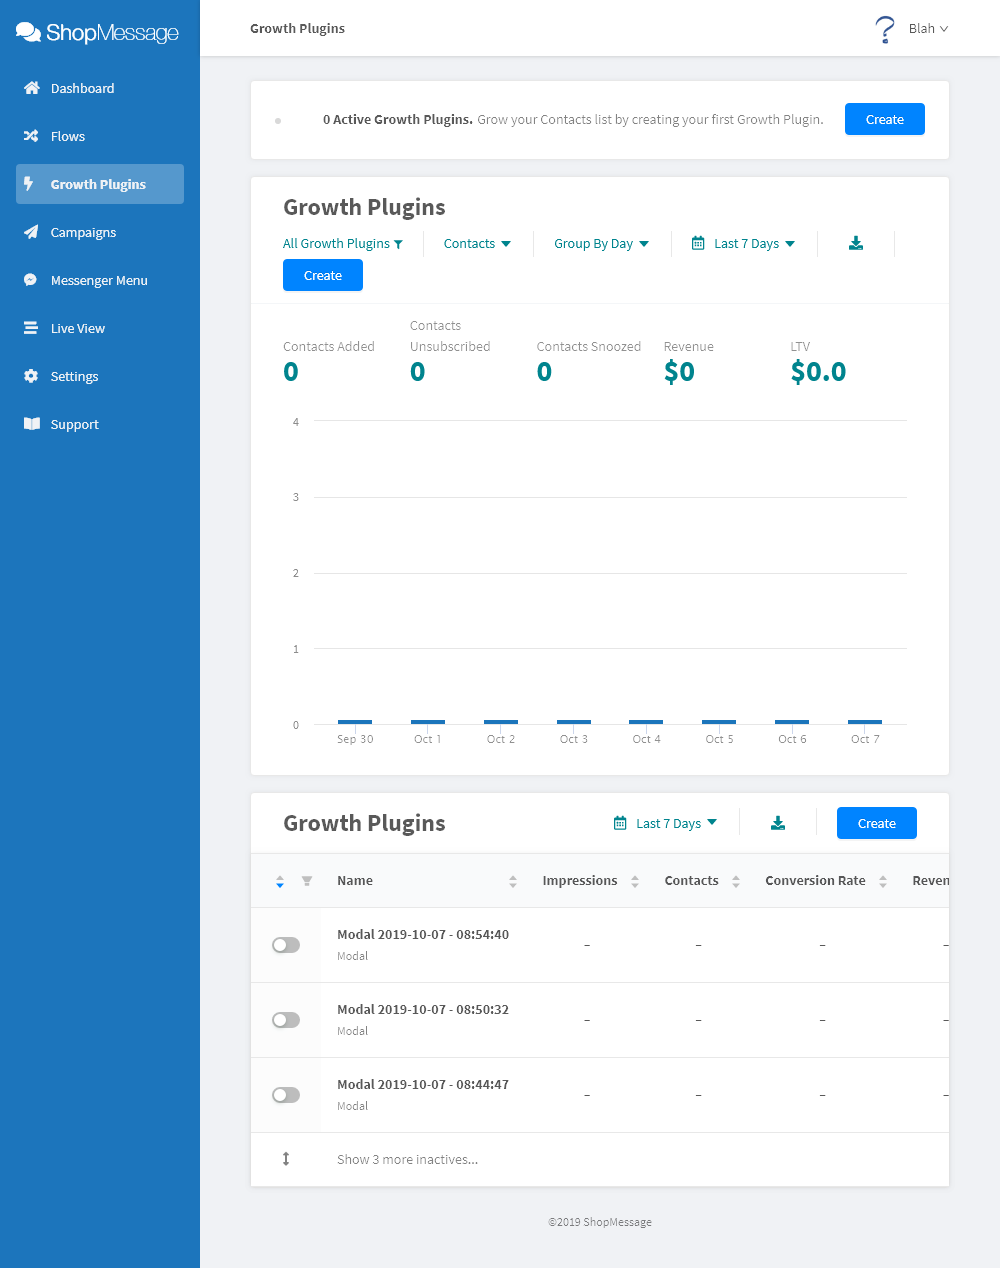 ShopMessage
Dashboard
Flows
Growth Plugins
Campaigns
Messenger Menu
Live View
Settings
Support
Growth Plugins
? Blah
0 Active Growth Plugins. Grow your Contacts list by creating your first Growth Plugin. Create
Growth Plugins
All Growth Plugins Contacts Group By Day Last 7 Days
Create
Contacts Added
0
Contacts
Unsubscribed
0
Contacts Snoozed
0
Revenue
$0
LTV
$0.0
4
3
2
1
0
Sep 30 Oct 1 Oct 2 Oct 3 Oct 4 Oct 5 Oct 6 Oct 7
Growth Plugins Last 7 Days Create
Name Impressions Contacts Conversion Rate Reven
Modal 2019-10-07 - 08:54:40
Modal
– – – –
Modal 2019-10-07 - 08:50:32
Modal
– – – –
Modal 2019-10-07 - 08:44:47
Modal
– – – –
Show 3 more inactives...
©2019 ShopMessage